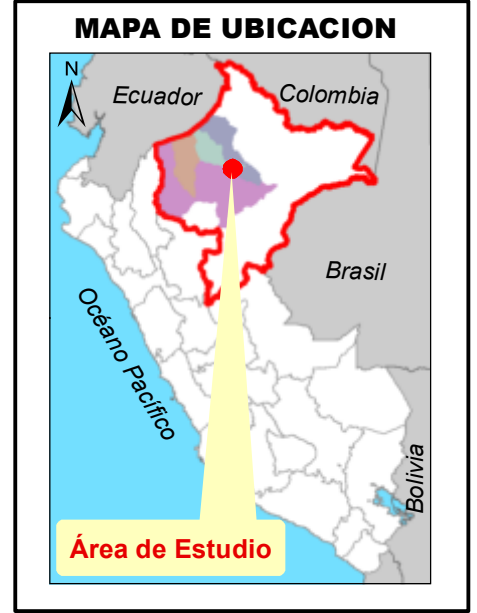 MAPA DE UBICACION
N
Ecuador
Colombia
Brasil
Océano Pacífico
Bolivia
Área de Estudio